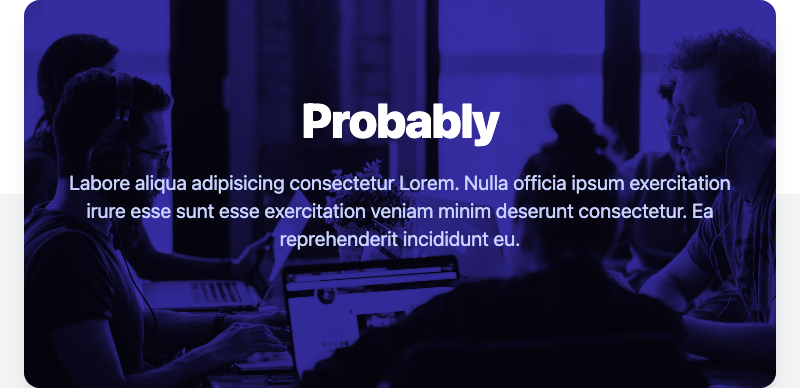 Probably
Labore aliqua adipisicing consectetur Lorem. Nulla officia ipsum exercitation
irure esse sunt esse exercitation veniam minim deserunt consectetur. Ea
reprehenderit incididunt eu.